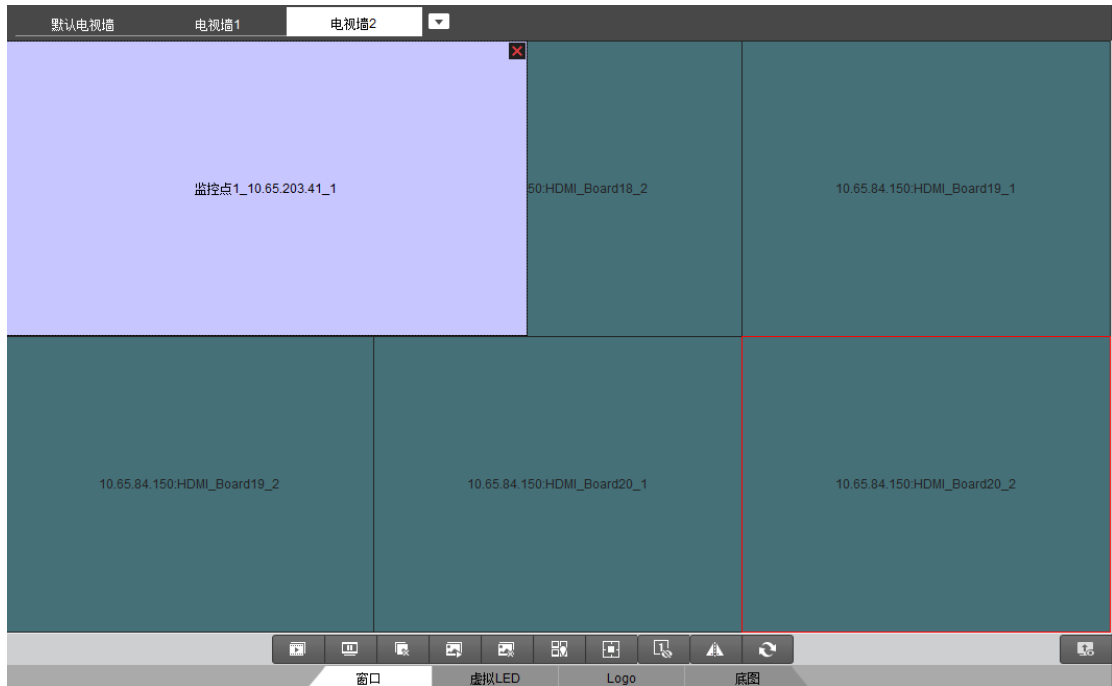 默认电视墙
电视墙1
电视墙2
监控点1_10.65.203.41_1
50:HDMI_Board18_2
10.65.84.150:HDMI_Board19_1
10.65.84.150:HDMI_Board19_2
10.65.84.150:HDMI_Board20_1
10.65.84.150:HDMI_Board20_2
窗口
虚拟LED
Logo
底图